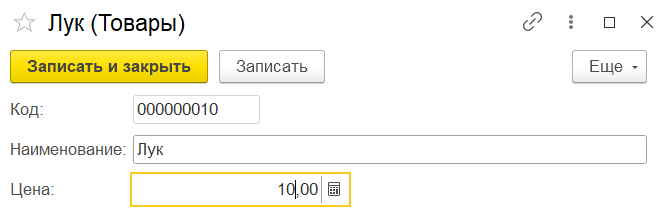 Лук (Товары)
Записать и закрыть Записать Еще
Код: 000000010
Наименование: Лук
Цена: 10,00